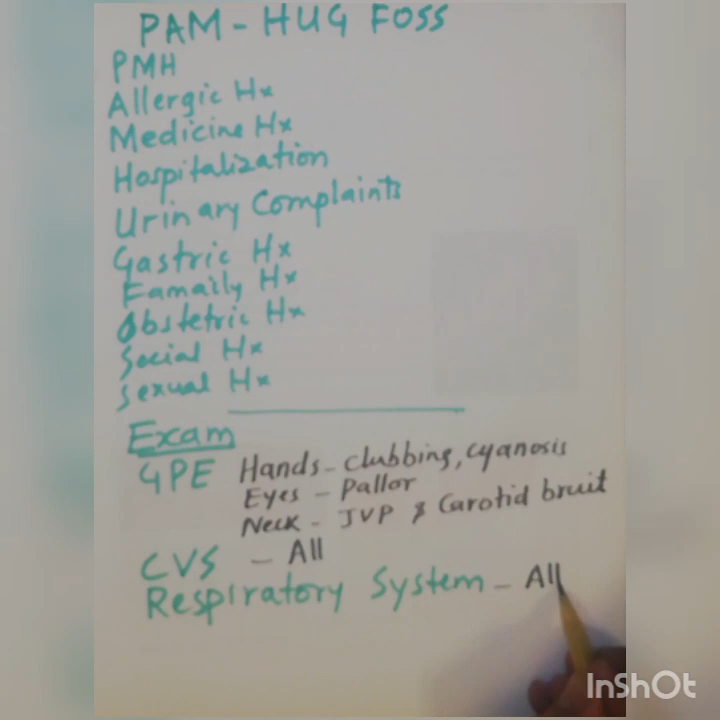 PAM - HUG FOSS
PMH
Allergic Hx
Medicine Hx
Hospitalization
Urinary Complaints
Gastric Hx
Famaily Hx
Obstetric Hx
Social Hx
Sexual Hx
Exam
GPE Hands - clubbing, cyanosis
Eyes - Pallor
Neck - JVP & Carotid bruit
CVS - All
Respiratory System - All
InShOt